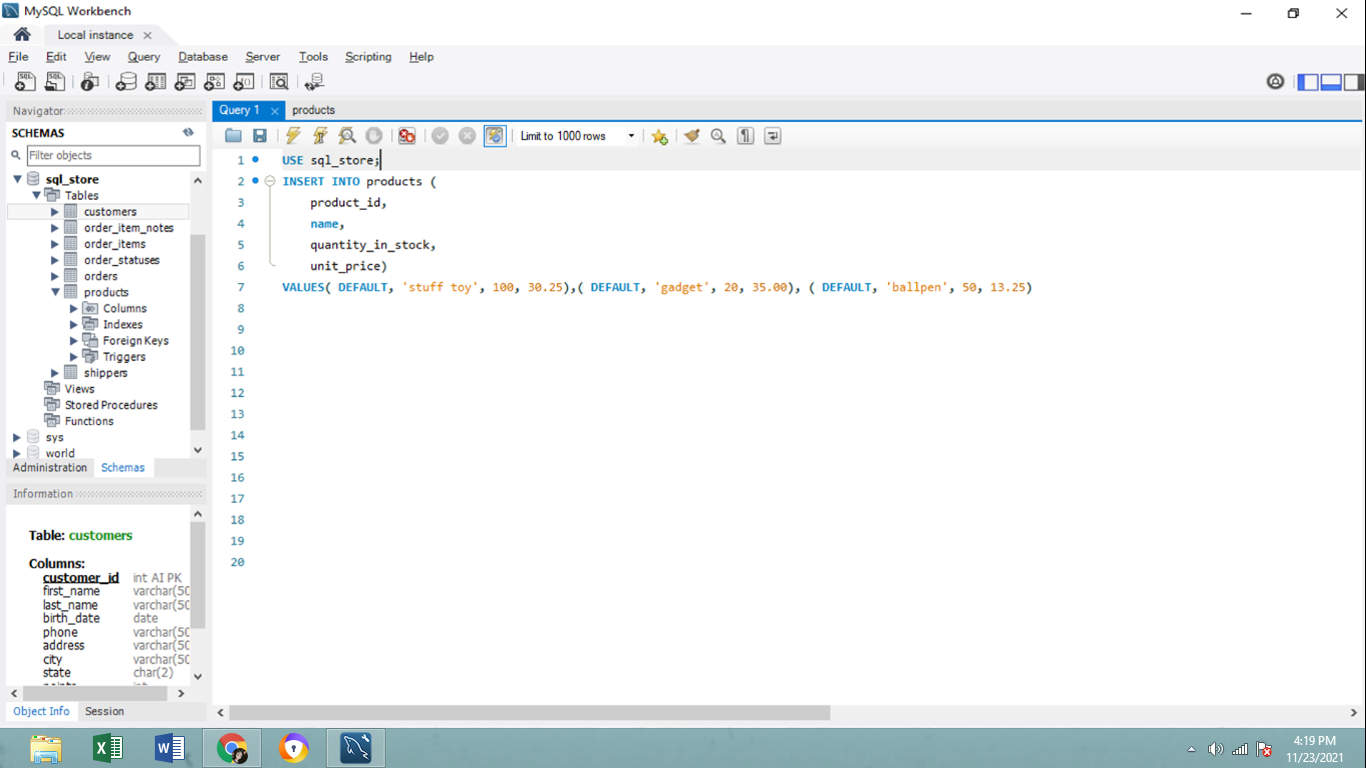 MySQL Workbench
Local instance
File Edit View Query Database Server Tools Scripting Help
Navigator
SCHEMAS
Filter objects
sql_store
Tables
customers
order_item_notes
order_items
order_statuses
orders
products
Columns
Indexes
Foreign Keys
Triggers
shippers
Views
Stored Procedures
Functions
sys
world
Administration Schemas
Information
Table: customers
Columns:
customer_id int AI PK
first_name varchar(50
last_name varchar(50
birth_date date
phone varchar(50
address varchar(50
city varchar(50
state char(2)
Object Info Session
Query 1 products
Limit to 1000 rows
1 USE sql_store;
2 INSERT INTO products (
3 product_id,
4 name,
5 quantity_in_stock,
6 unit_price)
7 VALUES( DEFAULT, 'stuff toy', 100, 30.25),( DEFAULT, 'gadget', 20, 35.00), ( DEFAULT, 'ballpen', 50, 13.25)
8
9
10
11
12
13
14
15
16
17
18
19
20
4:19 PM
11/23/2021